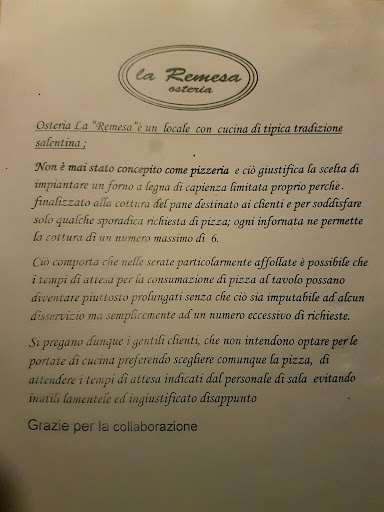 la Remesa
osteria
Osteria La "Remesa"è un locale con cucina di tipica tradizione
salentina ;
Non è mai stato concepito come pizzeria e ciò giustifica la scelta di
impiantare un forno a legna di capienza limitata proprio perchè
finalizzato alla cottura del pane destinato ai clienti e per soddisfare
solo qualche sporadica richiesta di pizza; ogni infornata ne permette
la cottura di un numero massimo di 6.
Ciò comporta che nelle serate particolarmente affollate è possibile che
i tempi di attesa per la consumazione di pizza al tavolo possano
diventare piuttosto prolungati senza che ciò sia imputabile ad alcun
disservizio ma semplicemente ad un numero eccessivo di richieste.
Si pregano dunque i gentili clienti, che non intendono optare per le
portate di cucina preferendo scegliere comunque la pizza, di
attendere i tempi di attesa indicati dal personale di sala evitando
inutili lamentele ed ingiustificato disappunto
Grazie per la collaborazione